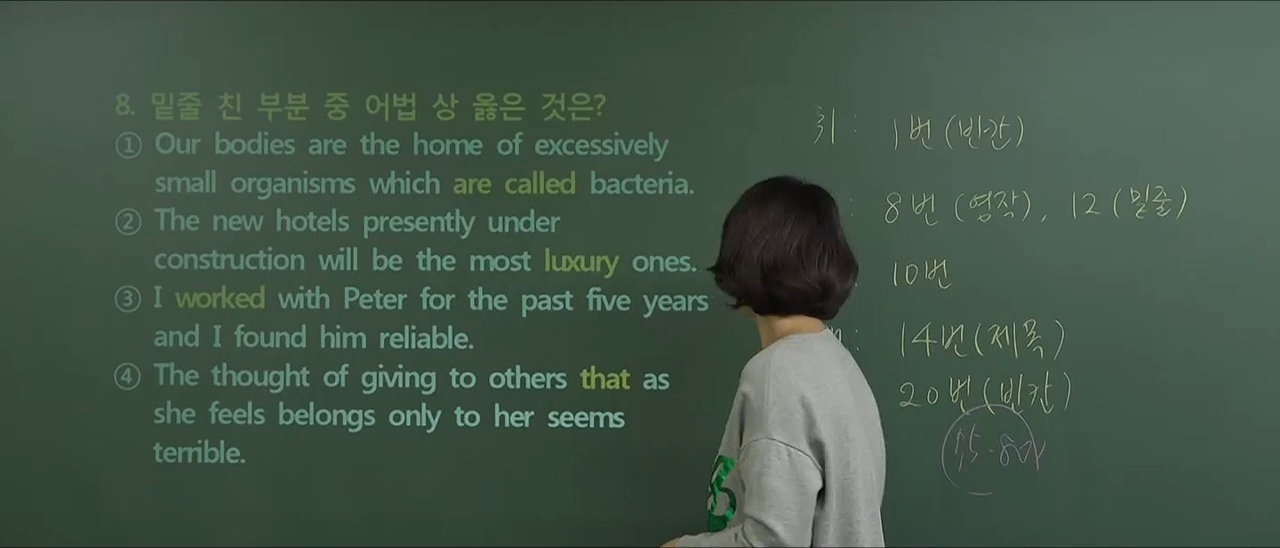 8. 밑줄 친 부분 중 어법 상 옳은 것은?
① Our bodies are the home of excessively
small organisms which are called bacteria.
② The new hotels presently under
construction will be the most luxury ones.
③ I worked with Peter for the past five years
and I found him reliable.
④ The thought of giving to others that as
she feels belongs only to her seems
terrible.
: 1번 (빈칸)
: 8번 (영작), 12 (밑줄)
10번
: 14번 (제목)
20번 (빈칸)